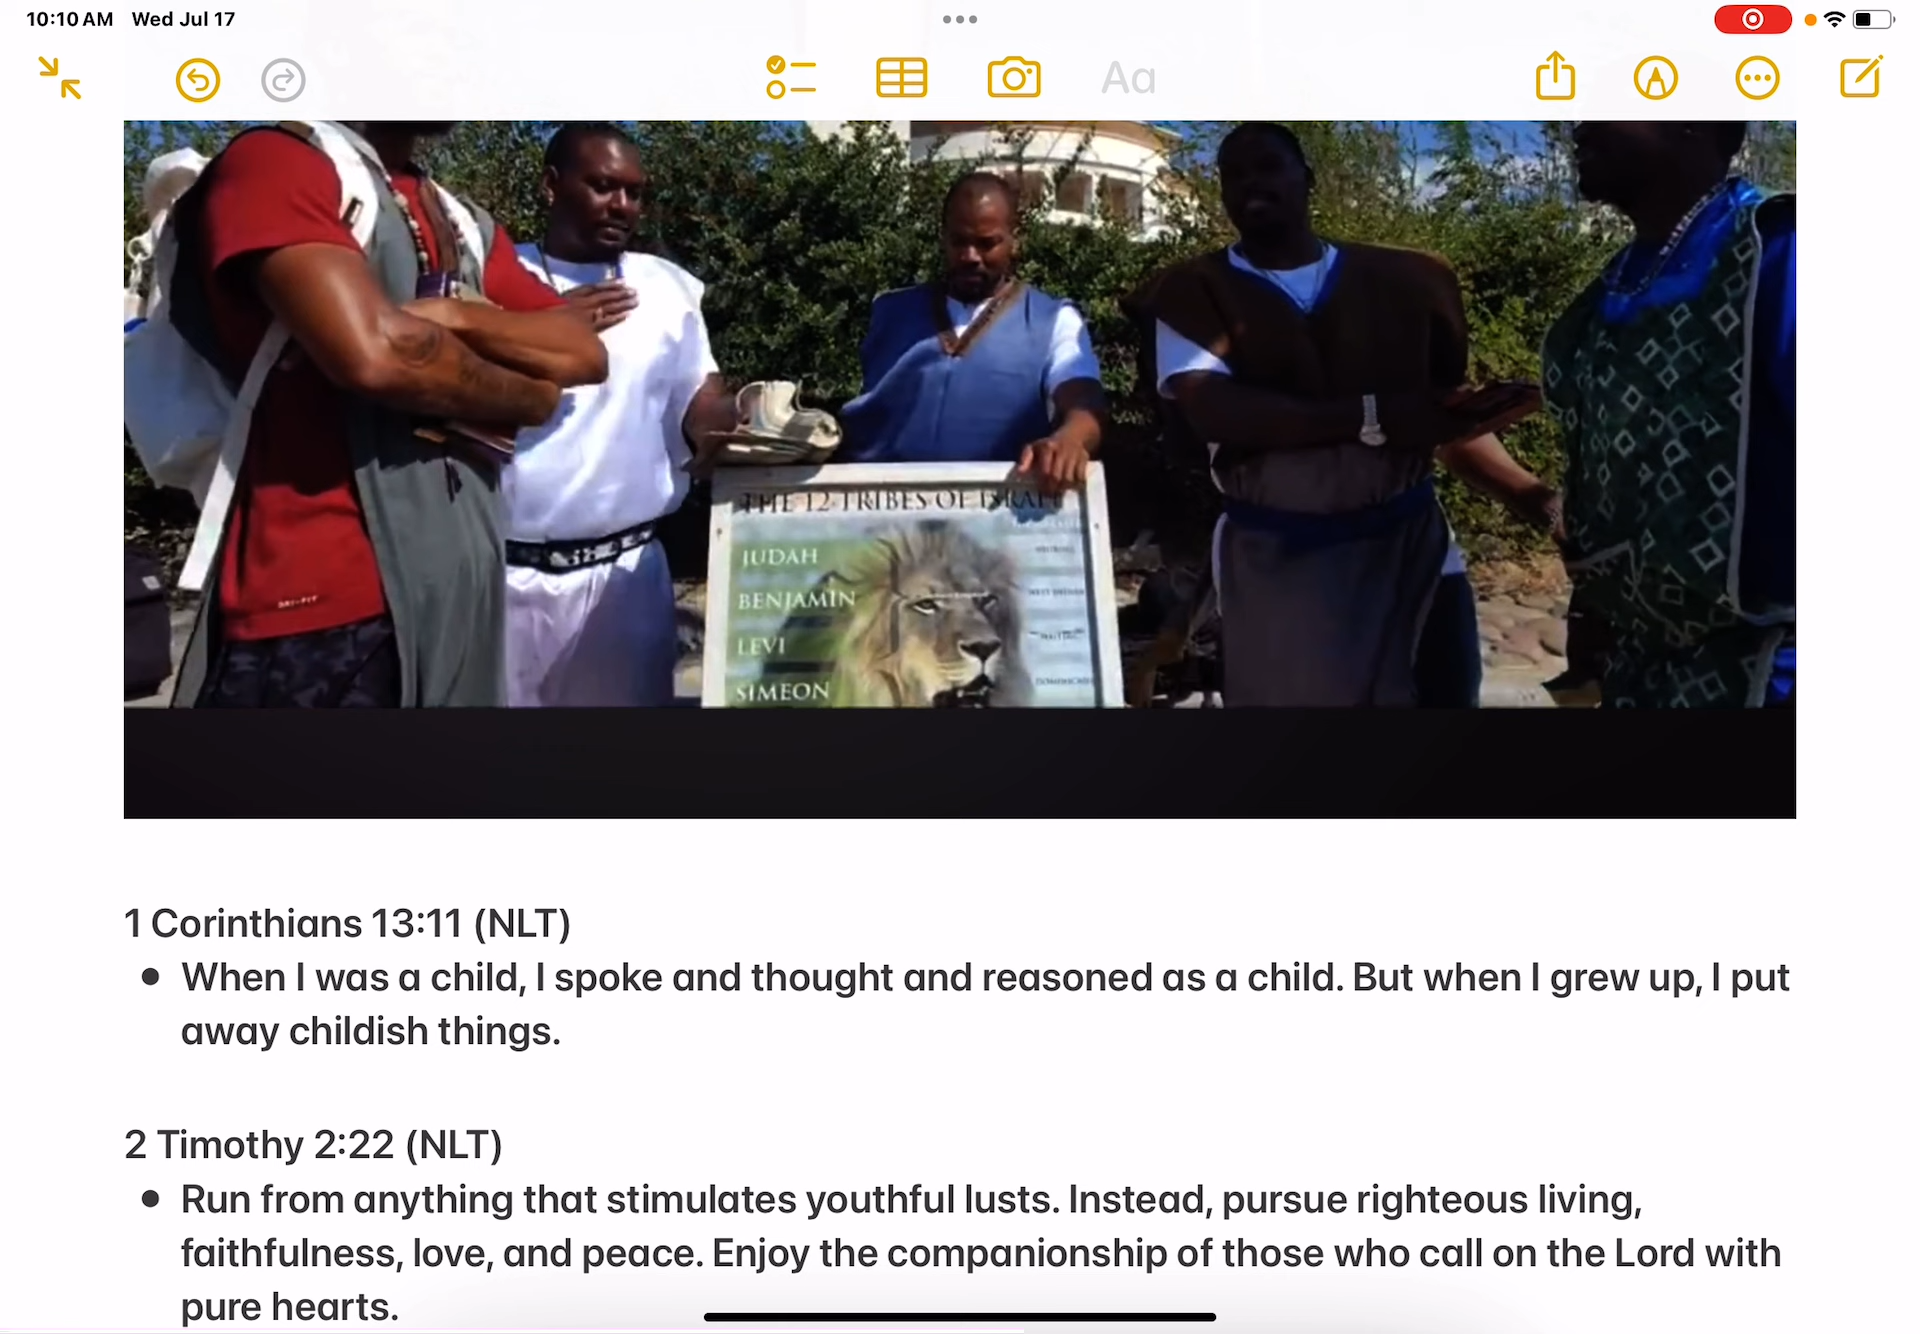 10:10 AM Wed Jul 17
Aa
THE 12 TRIBES OF ISRAEL
JUDAH
BENJAMIN
LEVI
SIMEON
DRI-FIT
1 Corinthians 13:11 (NLT)
• When I was a child, I spoke and thought and reasoned as a child. But when I grew up, I put
away childish things.
2 Timothy 2:22 (NLT)
• Run from anything that stimulates youthful lusts. Instead, pursue righteous living,
faithfulness, love, and peace. Enjoy the companionship of those who call on the Lord with
pure hearts.